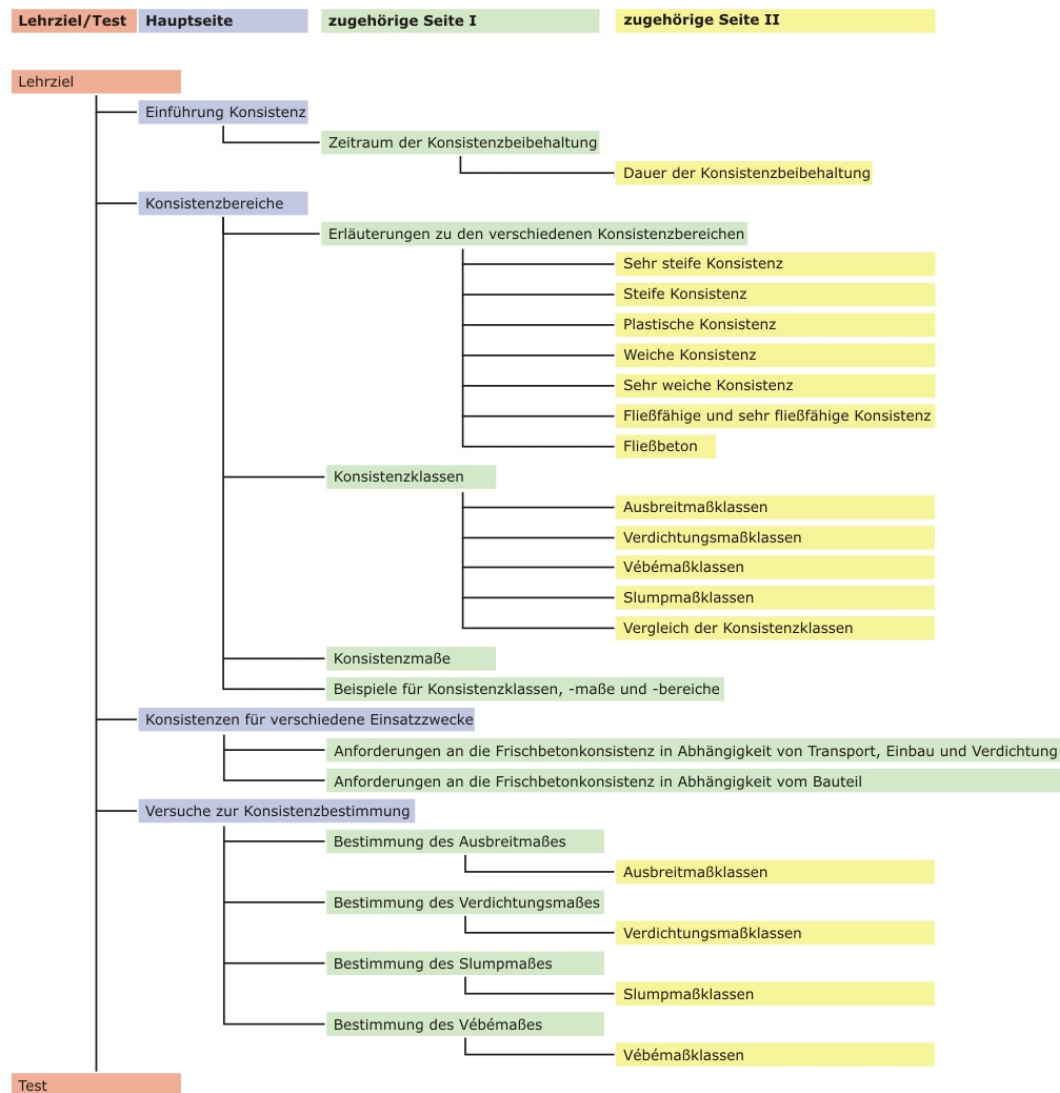 Lehrziel/Test Hauptseite zugehörige Seite I zugehörige Seite II
Lehrziel
Einführung Konsistenz
Zeitraum der Konsistenzbeibehaltung
Dauer der Konsistenzbeibehaltung
Konsistenzbereiche
Erläuterungen zu den verschiedenen Konsistenzbereichen
Sehr steife Konsistenz
Steife Konsistenz
Plastische Konsistenz
Weiche Konsistenz
Sehr weiche Konsistenz
Fließfähige und sehr fließfähige Konsistenz
Fließbeton
Konsistenzklassen
Ausbreitmaßklassen
Verdichtungsmaßklassen
Vébémaßklassen
Slumpmaßklassen
Vergleich der Konsistenzklassen
Konsistenzmaße
Beispiele für Konsistenzklassen, -maße und -bereiche
Konsistenzen für verschiedene Einsatzzwecke
Anforderungen an die Frischbetonkonsistenz in Abhängigkeit von Transport, Einbau und Verdichtung
Anforderungen an die Frischbetonkonsistenz in Abhängigkeit vom Bauteil
Versuche zur Konsistenzbestimmung
Bestimmung des Ausbreitmaßes
Ausbreitmaßklassen
Bestimmung des Verdichtungsmaßes
Verdichtungsmaßklassen
Bestimmung des Slumpmaßes
Slumpmaßklassen
Bestimmung des Vébémaßes
Vébémaßklassen
Test